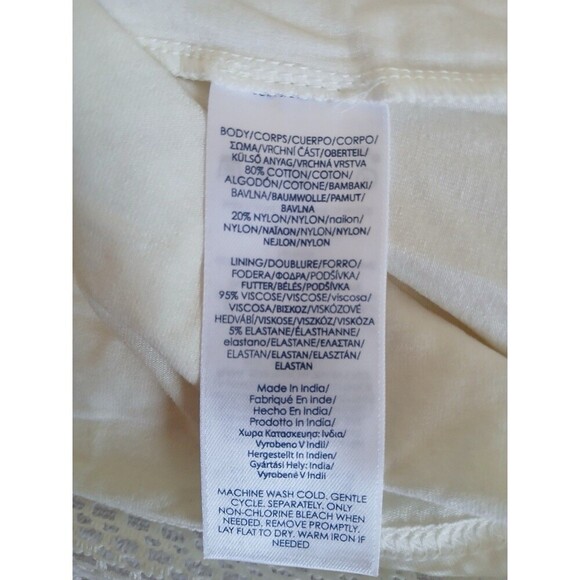 BODY/CORPS/CUERPO/CORPO/
ΣΩΜΑ/VRCHNÍ ČÁST/OBERTEIL/
KÜLSŐ ANYAG/VRCHNÁ VRSTVA
80% COTTON/COTON/
ALGODÓN/COTONE/BAMBAKI/
BAVLNA/BAUMWOLLE/PAMUT/
BAVLNA
20% NYLON/NYLON/nailon/
NYLON/ΝΑΪΛΟΝ/NYLON/NYLON/
NEJLON/NYLON
LINING/DOUBLURE/FORRO/
FODERA/ΦΟΔΡΑ/PODŠÍVKA/
FUTTER/BÉLÉS/PODŠÍVKA
95% VISCOSE/VISCOSE/viscosa/
VISCOSA/ΒΙΣΚΟΖ/VISKÓZOVÉ
HEDVÁBÍ/VISKOSE/VISZKÓZ/VISKÓZA
5% ELASTANE/ÉLASTHANNE/
elastano/ELASTANE/ΕΛΑΣΤΑΝ/
ELASTAN/ELASTAN/ELASZTÁN/
ELASTAN
Made In India/
Fabriqué En Inde/
Hecho En India/
Prodotto in India/
Χωρα Κατασκευησ: Ινδια/
Vyrobeno V Indii/
Hergestellt In Indien/
Gyártási Hely: India/
Vyrobené V Indii
MACHINE WASH COLD. GENTLE
CYCLE. SEPARATELY. ONLY
NON-CHLORINE BLEACH WHEN
NEEDED. REMOVE PROMPTLY.
LAY FLAT TO DRY. WARM IRON IF
NEEDED